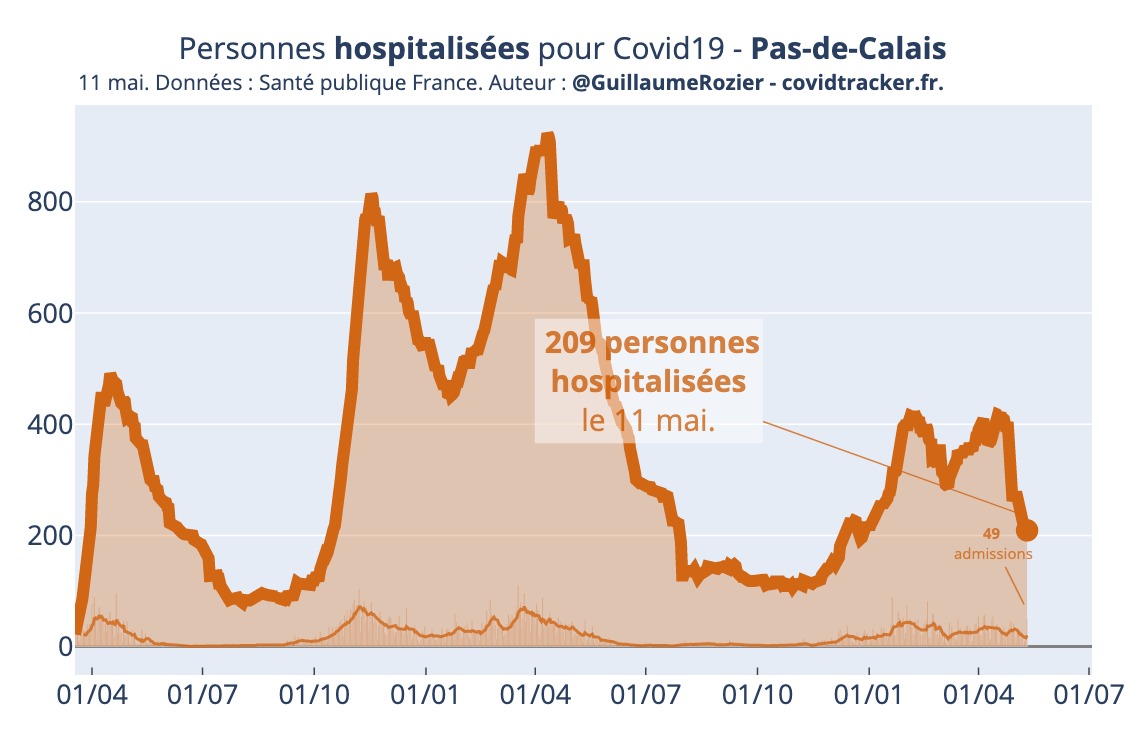 Personnes hospitalisées pour Covid19 - Pas-de-Calais
11 mai. Données : Santé publique France. Auteur : @GuillaumeRozier - covidtracker.fr.
800
600
209 personnes
hospitalisées
le 11 mai.
400
200
49
admissions
0
01/04 01/07 01/10 01/01 01/04 01/07 01/10 01/01 01/04 01/07